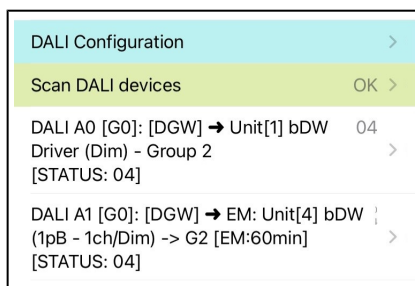 DALI Configuration
Scan DALI devices OK
DALI A0 [G0]: [DGW] ➜ Unit[1] bDW 04
Driver (Dim) - Group 2
[STATUS: 04]
DALI A1 [G0]: [DGW] ➜ EM: Unit[4] bDW
(1pB - 1ch/Dim) -> G2 [EM:60min]
[STATUS: 04]